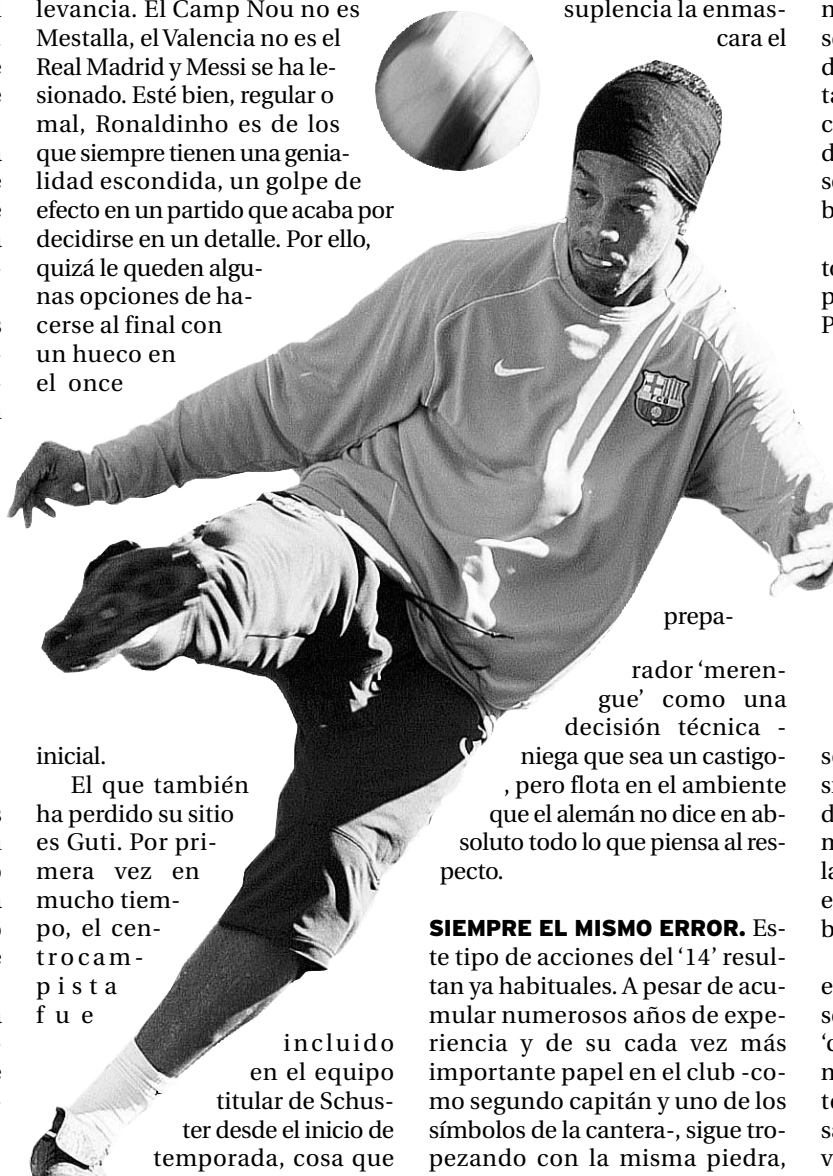 levancia. El Camp Nou no es
Mestalla, el Valencia no es el
Real Madrid y Messi se ha le-
sionado. Esté bien, regular o
mal, Ronaldinho es de los
que siempre tienen una genia-
lidad escondida, un golpe de
efecto en un partido que acaba por
decidirse en un detalle. Por ello,
quizá le queden algu-
nas opciones de ha-
cerse al final con
un hueco en
el once
inicial.
El que también
ha perdido su sitio
es Guti. Por pri-
mera vez en
mucho tiem-
po, el cen-
trocam-
pista
fue
incluido
en el equipo
titular de Schus-
ter desde el inicio de
temporada, cosa que
suplencia la enmas-
cara el
prepa-
rador ‘meren-
gue’ como una
decisión técnica -
niega que sea un castigo-
, pero flota en el ambiente
que el alemán no dice en ab-
soluto todo lo que piensa al res-
pecto.
SIEMPRE EL MISMO ERROR. Es-
te tipo de acciones del ‘14’ resul-
tan ya habituales. A pesar de acu-
mular numerosos años de expe-
riencia y de su cada vez más
importante papel en el club -co-
mo segundo capitán y uno de los
símbolos de la cantera-, sigue tro-
pezando con la misma piedra,